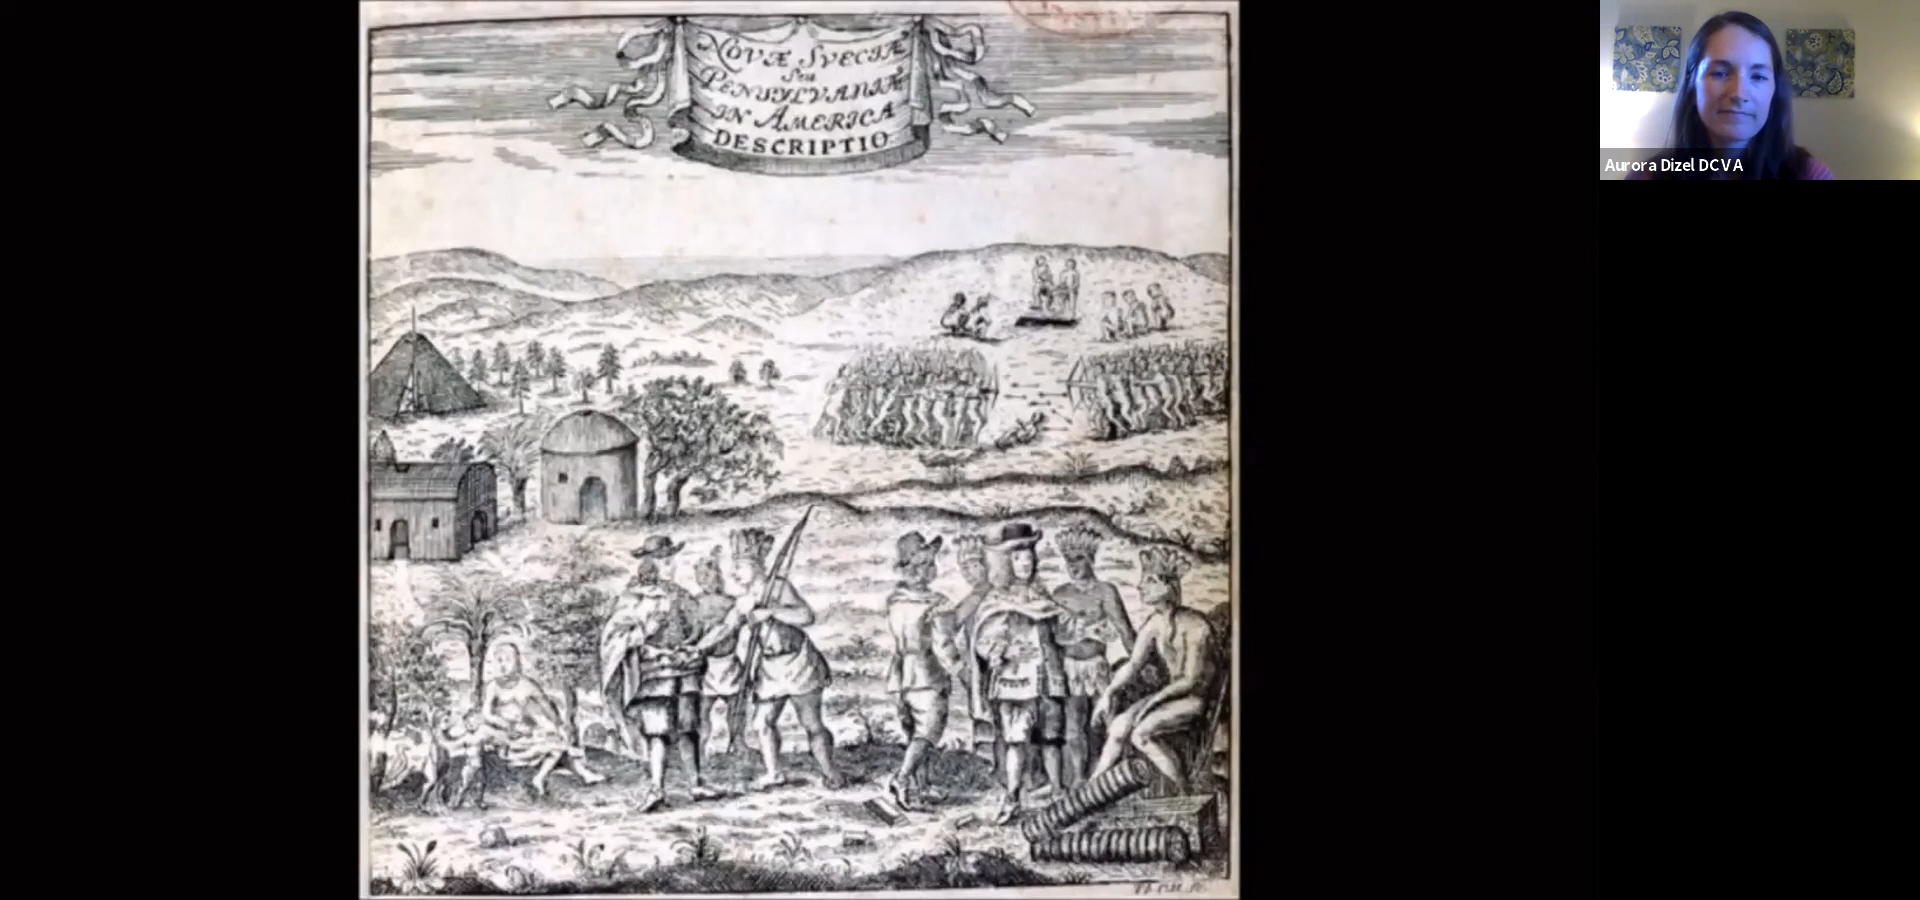 NOVÆ SVECIÆ
Seu
PENSYLVANIÆ
IN AMERICA
DESCRIPTIO
Aurora Dizel DCVA